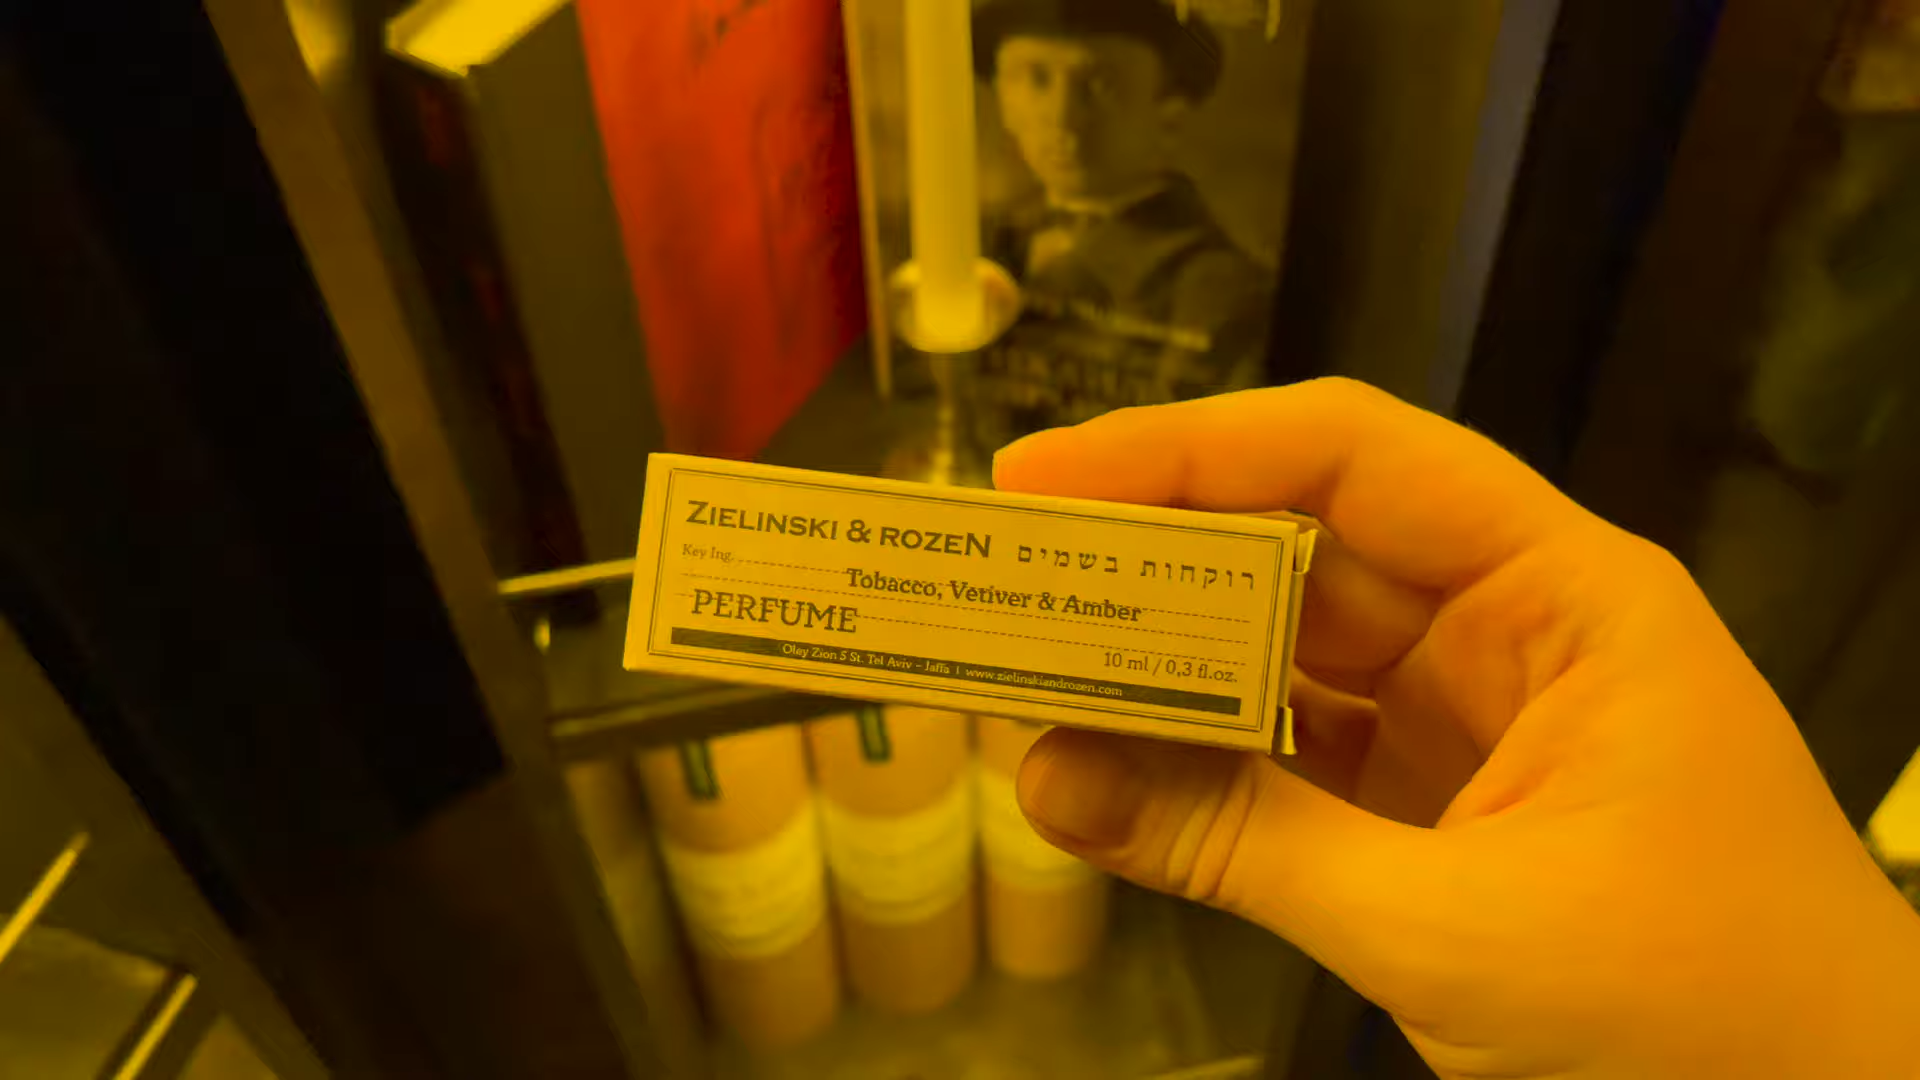 ZIELINSKI & ROZEN רוקחות בשמים
Key Ing.
Tobacco, Vetiver & Amber
PERFUME
10 ml / 0,3 fl.oz.
Oley Zion 5 St. Tel Aviv - Jaffa | www.zielinskiandrozen.com